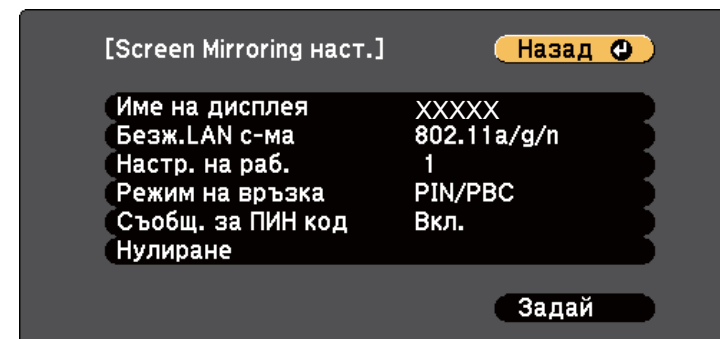 [Screen Mirroring наст.] Назад
Име на дисплея XXXXX
Безж.LAN с-ма 802.11a/g/n
Настр. на раб. 1
Режим на връзка PIN/PBC
Съобщ. за ПИН код Вкл.
Нулиране
Задай